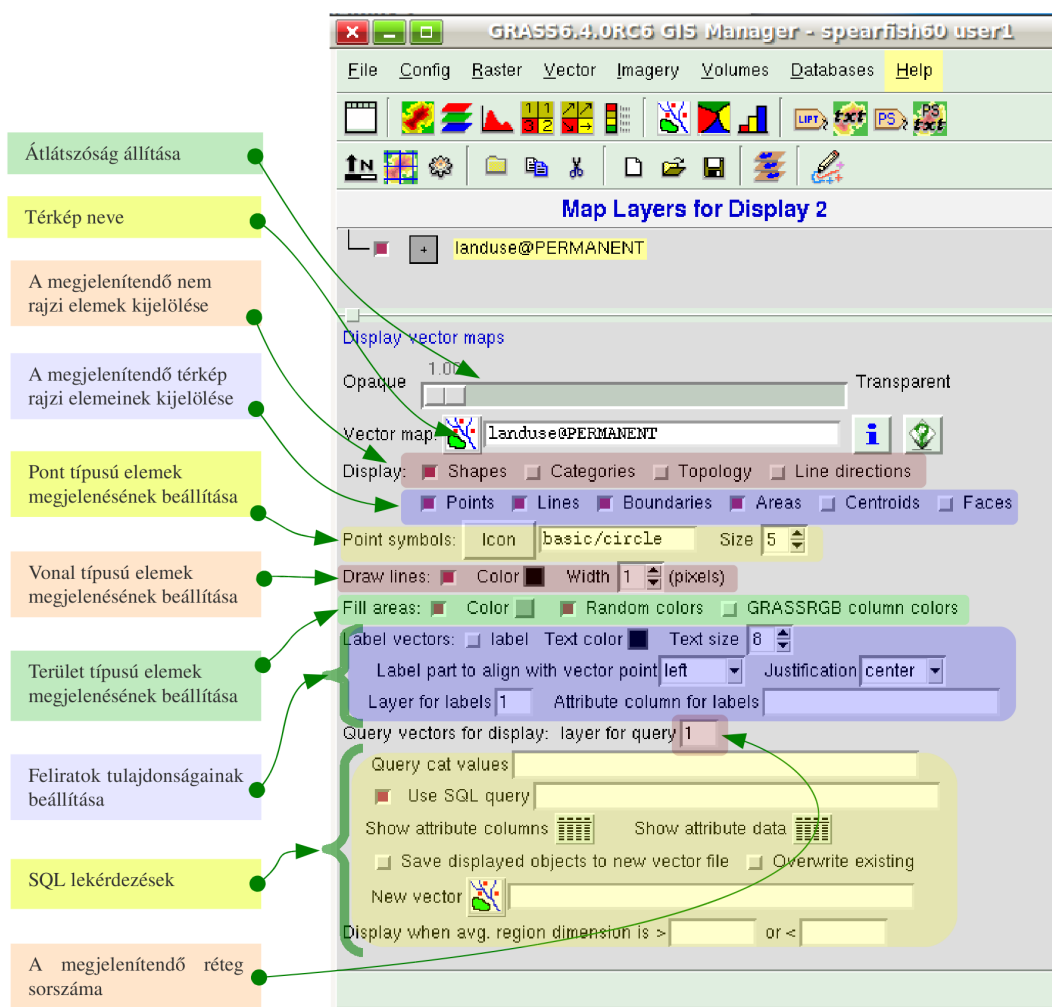 GRASS6.4.0RC6 GIS Manager - spearfish60 user1
File Config Raster Vector Imagery Volumes Databases Help
Map Layers for Display 2
landuse@PERMANENT
Display vector maps
1.00
Opaque Transparent
Vector map: landuse@PERMANENT
Display: Shapes Categories Topology Line directions
Points Lines Boundaries Areas Centroids Faces
Point symbols: Icon basic/circle Size 5
Draw lines: Color Width 1 (pixels)
Fill areas: Color Random colors GRASSRGB column colors
Label vectors: label Text color Text size 8
Label part to align with vector point left Justification center
Layer for labels 1 Attribute column for labels
Query vectors for display: layer for query 1
Query cat values
Use SQL query
Show attribute columns Show attribute data
Save displayed objects to new vector file Overwrite existing
New vector
Display when avg. region dimension is > or <
Átlátszóság állítása
Térkép neve
A megjelenítendő nem
rajzi elemek kijelölése
A megjelenítendő térkép
rajzi elemeinek kijelölése
Pont típusú elemek
megjelenésének beállítása
Vonal típusú elemek
megjelenésének beállítása
Terület típusú elemek
megjelenésének beállítása
Feliratok tulajdonságainak
beállítása
SQL lekérdezések
A megjelenítendő réteg
sorszáma